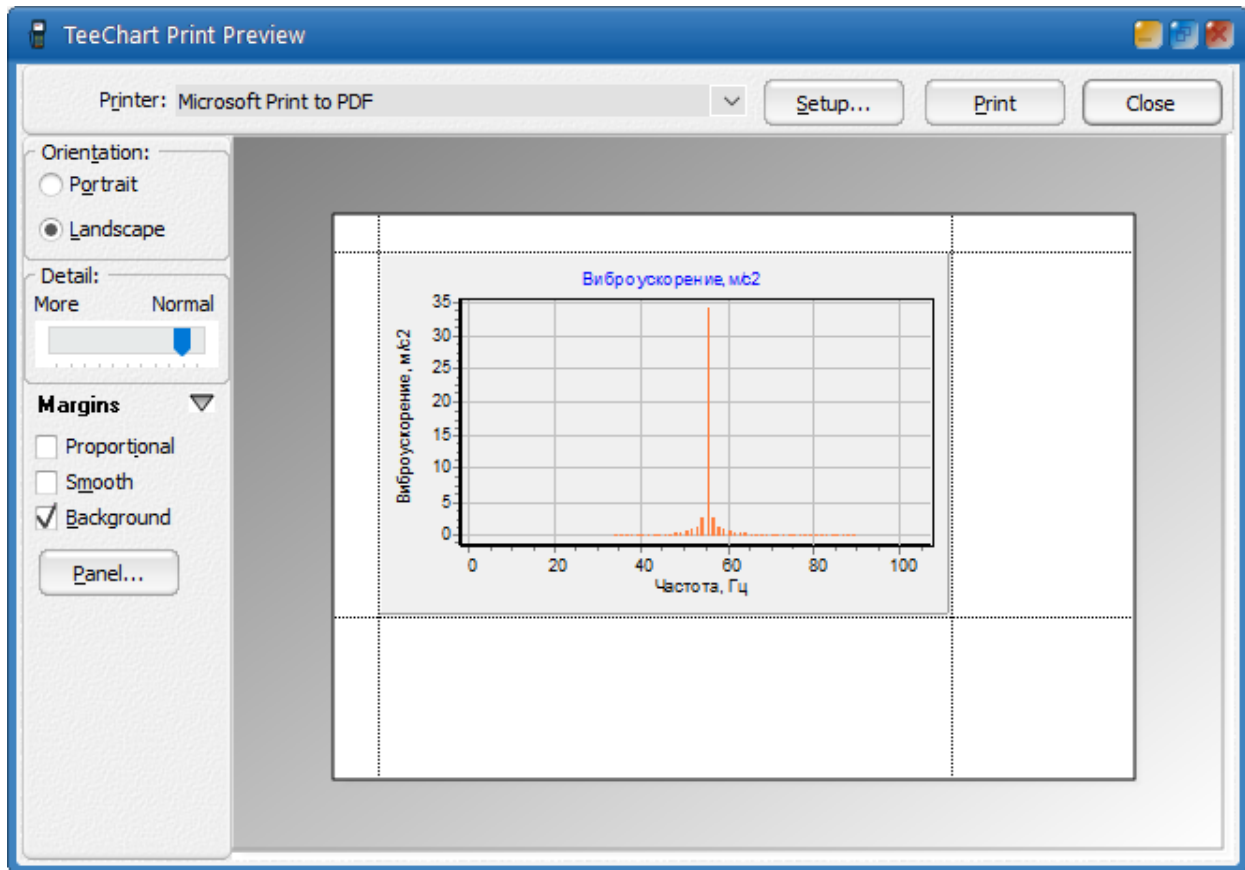 TeeChart Print Preview
Printer: Microsoft Print to PDF Setup... Print Close
Orientation:
Portrait
Landscape
Detail:
More Normal
Margins
Proportional
Smooth
Background
Panel...
Виброускорение, м/с2
Виброускорение, м/с2
35
30
25
20
15
10
5
0
0 20 40 60 80 100
Частота, Гц